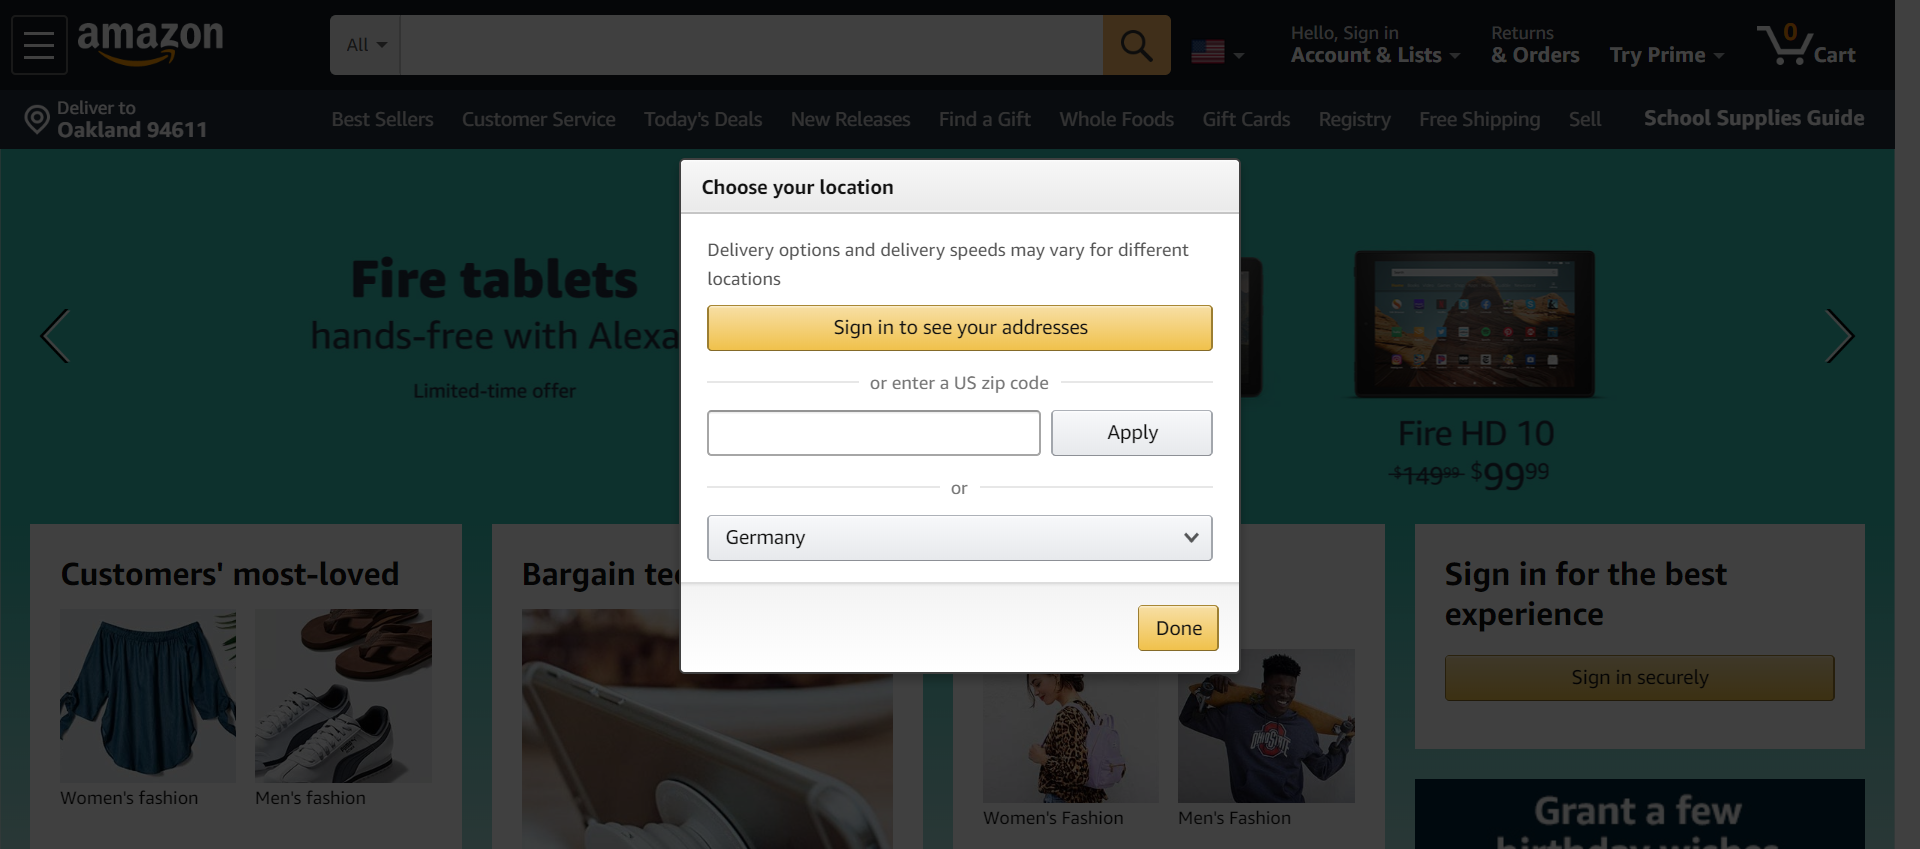 amazon
All
Hello, Sign in
Account & Lists
Returns
& Orders
Try Prime
0
Cart
Deliver to
Oakland 94611
Best Sellers
Customer Service
Today's Deals
New Releases
Find a Gift
Whole Foods
Gift Cards
Registry
Free Shipping
Sell
School Supplies Guide
Choose your location
Delivery options and delivery speeds may vary for different
locations
Sign in to see your addresses
or enter a US zip code
Apply
or
Germany
Done
Fire tablets
hands-free with Alexa
Limited-time offer
Fire HD 10
$149.99 $99.99
Customers' most-loved
Women's fashion
Men's fashion
Bargain
Women's Fashion
Men's Fashion
OHIO STATE
Sign in for the best
experience
Sign in securely
Grant a few
birthday wishes